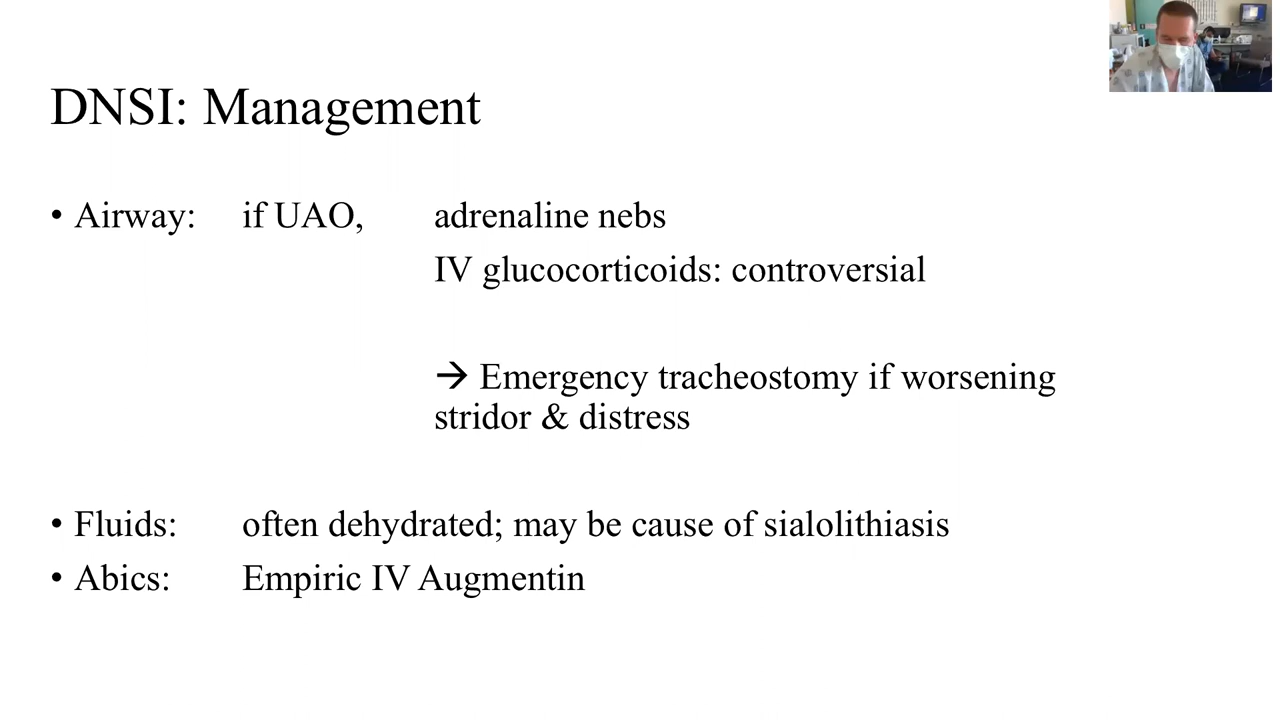 DNSI: Management
• Airway: if UAO, adrenaline nebs
IV glucocorticoids: controversial
→ Emergency tracheostomy if worsening
stridor & distress
• Fluids: often dehydrated; may be cause of sialolithiasis
• Abics: Empiric IV Augmentin